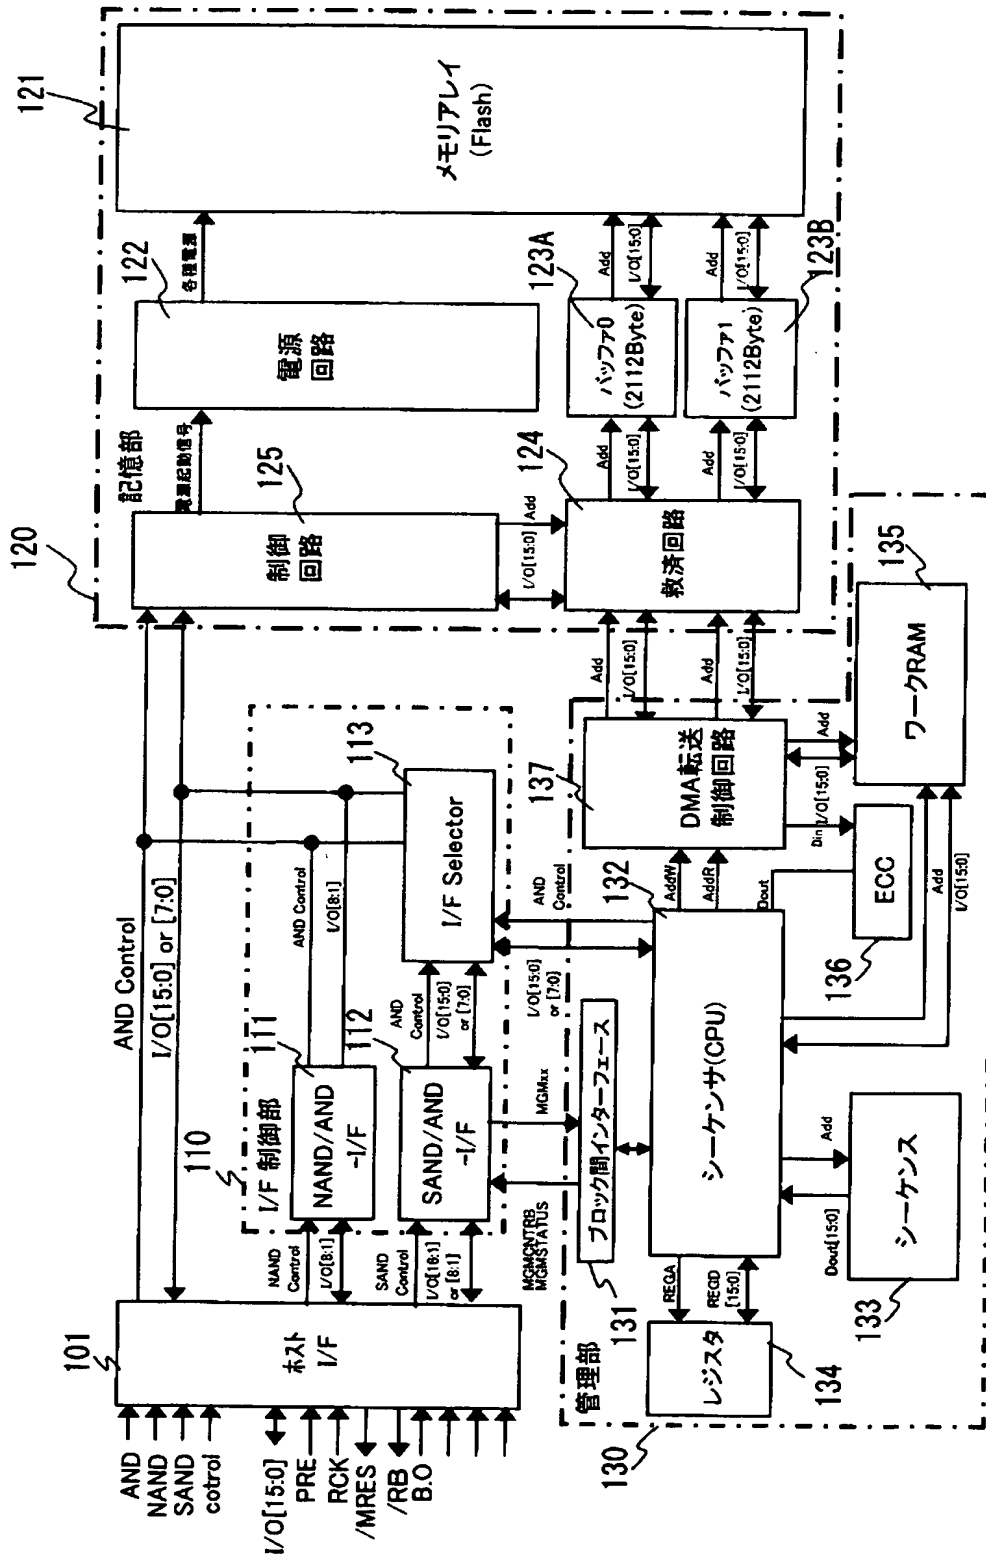 AND
NAND
SAND
cotrol
I/O[15:0]
PRE
RCK
/MRES
/RB
B.O
101
ホスト
I/F
AND Control
I/O[15:0] or [7:0]
110
I/F 制御部
NAND
Control
I/O[8:1]
SAND
Control
I/O[16:1]
or [8:1]
111
NAND/AND
-I/F
112
SAND/AND
-I/F
AND Control
I/O[8:1]
AND
Control
I/O[15:0]
or [7:0]
113
I/F Selector
MGMCNTRB
MGMSTATUS
MGMxx
AND
Control
I/O[15:0]
or [7:0]
120
記憶部
125
制御
回路
電源起動信号
122
電源
回路
各種電源
121
メモリアレイ
(Flash)
I/O[15:0]
Add
124
救済回路
Add
I/O[15:0]
Add
I/O[15:0]
123A
バッファ0
(2112Byte)
バッファ1
(2112Byte)
123B
Add
I/O[15:0]
Add
I/O[15:0]
Add
I/O[15:0]
Add
I/O[15:0]
130
管理部
131
ブロック間インターフェース
132
シーケンサ(CPU)
REGA
REGD
[15:0]
レジスタ
134
Dout[15:0]
Add
シーケンス
133
AddW
AddR
Dout
137
DMA転送
制御回路
Din
I/O[15:0]
Add
ECC
136
ワークRAM
135
Add
I/O[15:0]